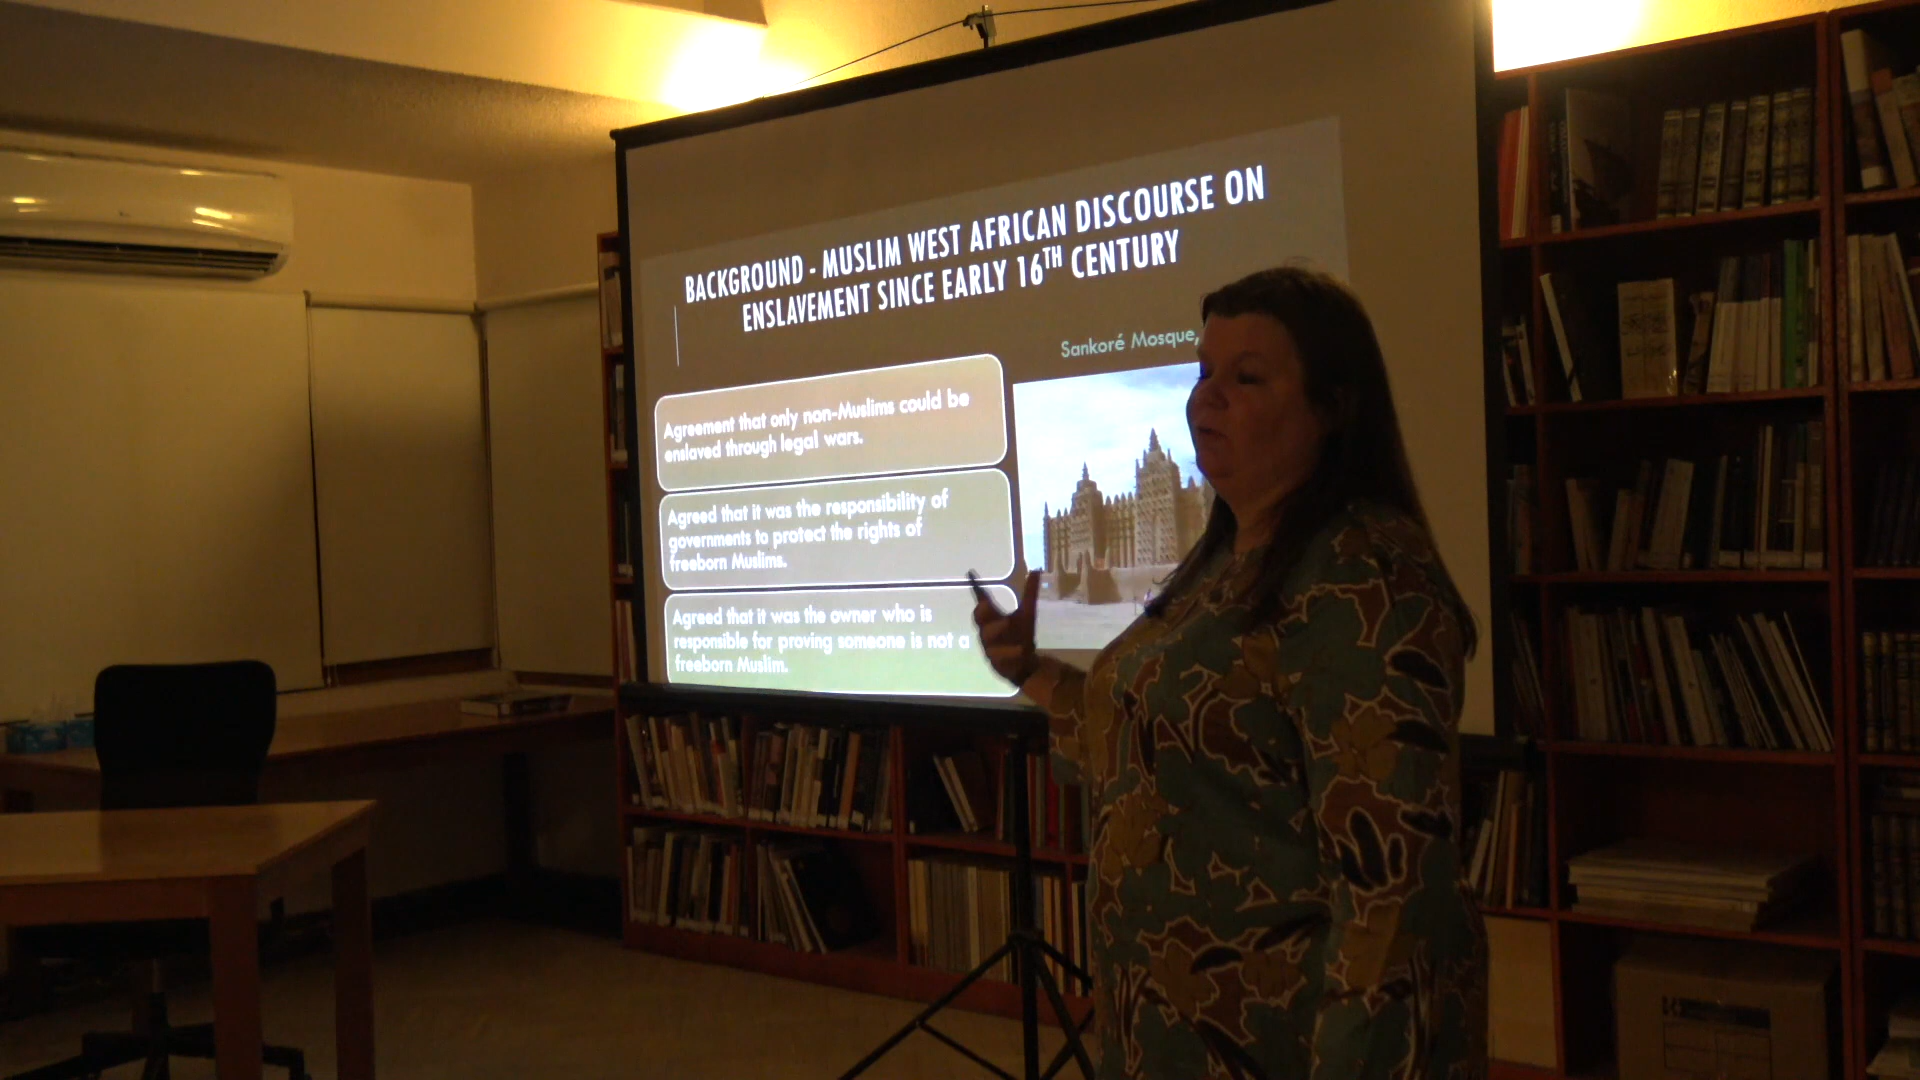 BACKGROUND - MUSLIM WEST AFRICAN DISCOURSE ON
ENSLAVEMENT SINCE EARLY 16TH CENTURY
Sankoré Mosque,
Agreement that only non-Muslims could be
enslaved through legal wars.
Agreed that it was the responsibility of
governments to protect the rights of
freeborn Muslims.
Agreed that it was the owner who is
responsible for proving someone is not a
freeborn Muslim.